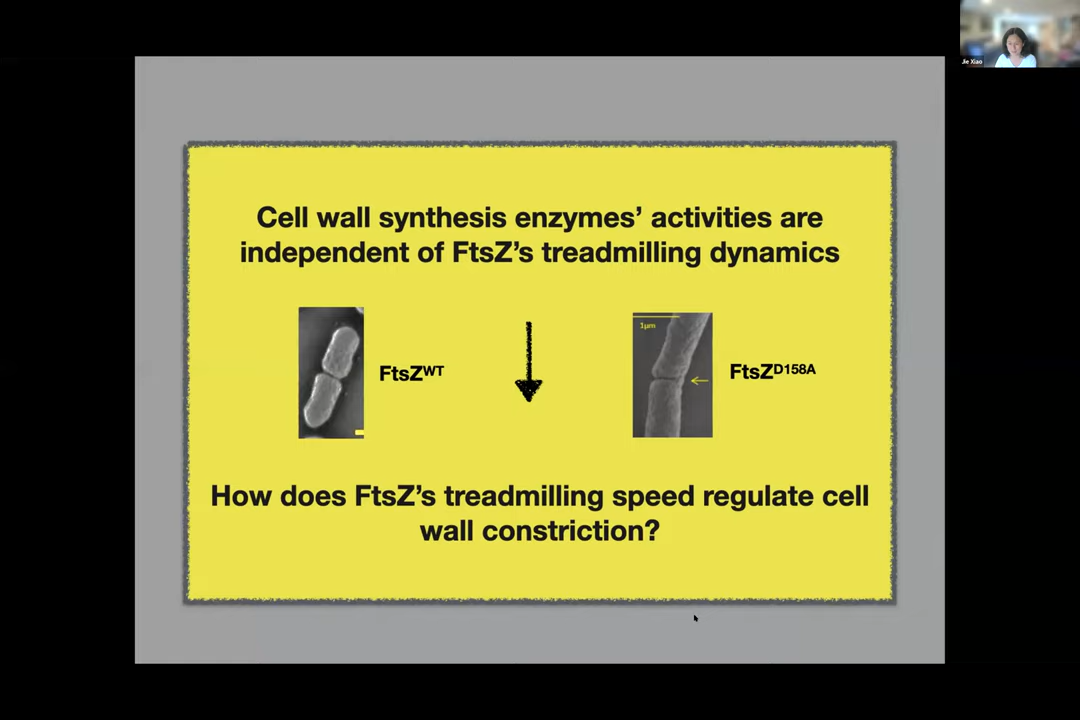 Jie Xiao
Cell wall synthesis enzymes’ activities are
independent of FtsZ’s treadmilling dynamics
1μm
FtsZWT
FtsZD158A
How does FtsZ’s treadmilling speed regulate cell
wall constriction?